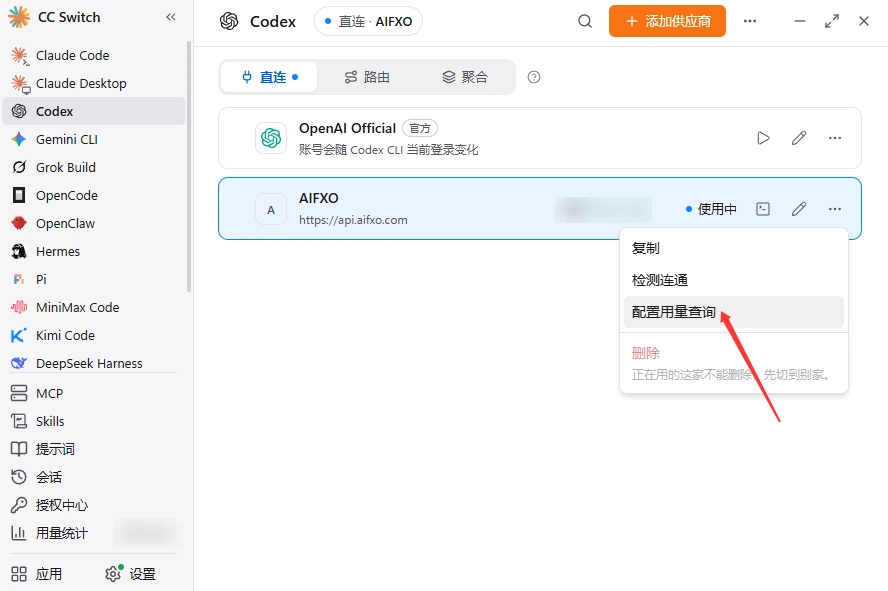 CC Switch
Claude Code
Claude Desktop
Codex
Gemini CLI
Grok Build
OpenCode
OpenClaw
Hermes
Pi
MiniMax Code
Kimi Code
DeepSeek Harness
MCP
Skills
提示词
会话
授权中心
用量统计
应用
设置
Codex
直连 · AIFXO
添加供应商
直连
路由
聚合
OpenAI Official 官方
账号会随 Codex CLI 当前登录变化
A
AIFXO
https://api.aifxo.com
使用中
复制
检测连通
配置用量查询
删除
正在用的这家不能删除 先切到别家。